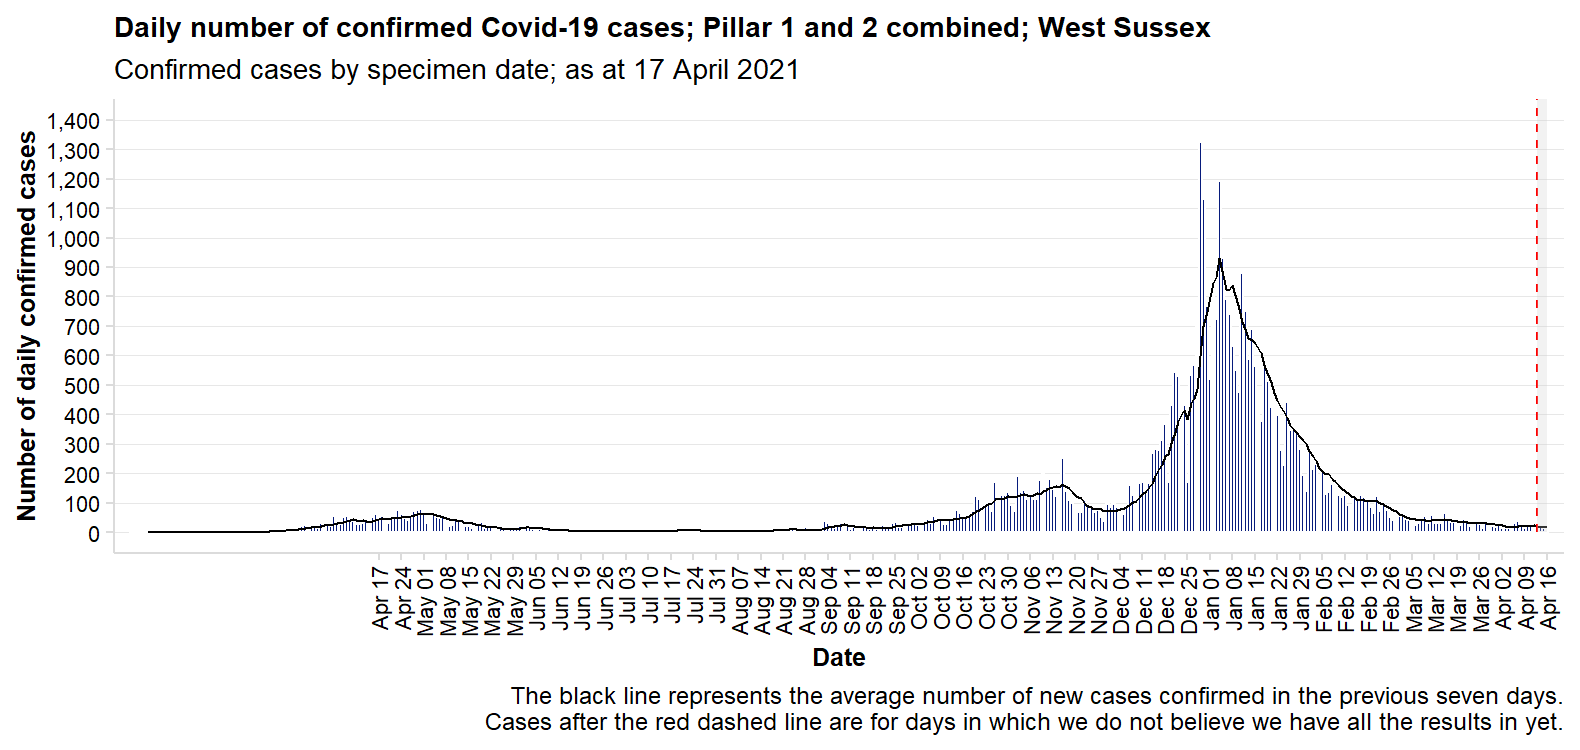 Daily number of confirmed Covid-19 cases; Pillar 1 and 2 combined; West Sussex
Confirmed cases by specimen date; as at 17 April 2021
Number of daily confirmed cases
1,400
1,300
1,200
1,100
1,000
900
800
700
600
500
400
300
200
100
0
Apr 17
Apr 24
May 01
May 08
May 15
May 22
May 29
Jun 05
Jun 12
Jun 19
Jun 26
Jul 03
Jul 10
Jul 17
Jul 24
Jul 31
Aug 07
Aug 14
Aug 21
Aug 28
Sep 04
Sep 11
Sep 18
Sep 25
Oct 02
Oct 09
Oct 16
Oct 23
Oct 30
Nov 06
Nov 13
Nov 20
Nov 27
Dec 04
Dec 11
Dec 18
Dec 25
Jan 01
Jan 08
Jan 15
Jan 22
Jan 29
Feb 05
Feb 12
Feb 19
Feb 26
Mar 05
Mar 12
Mar 19
Mar 26
Apr 02
Apr 09
Apr 16
Date
The black line represents the average number of new cases confirmed in the previous seven days.
Cases after the red dashed line are for days in which we do not believe we have all the results in yet.